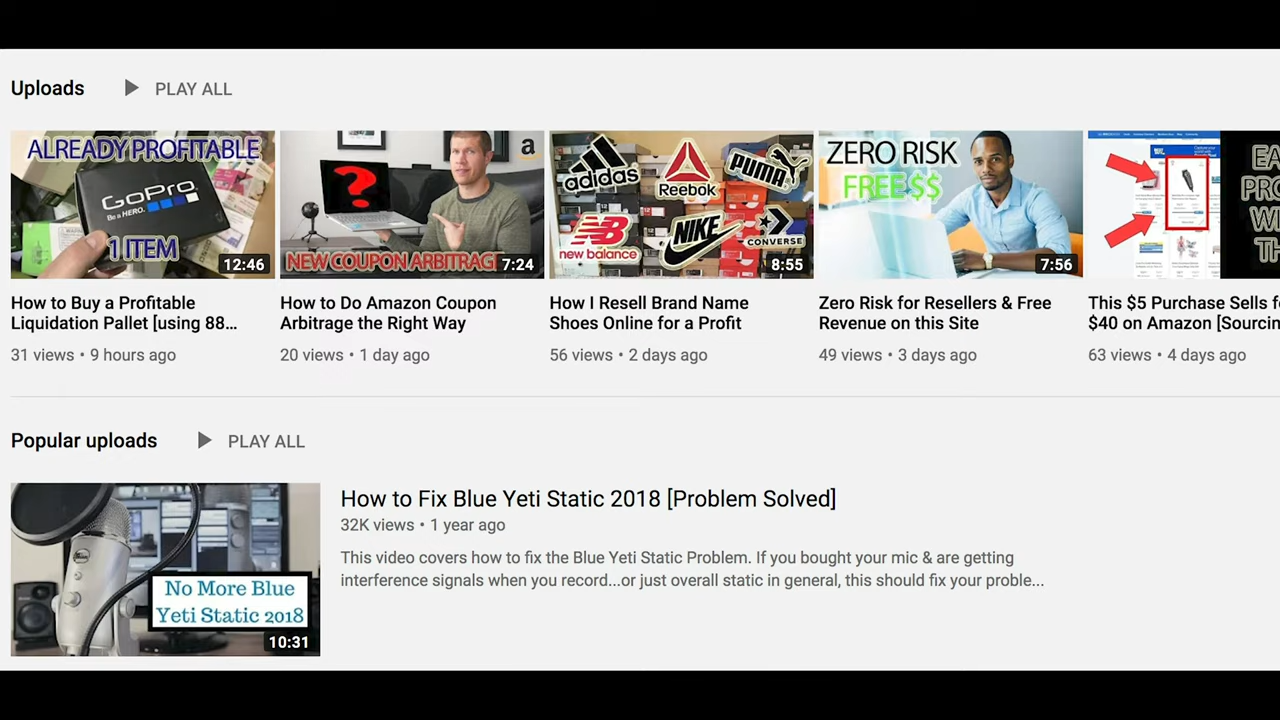 Uploads PLAY ALL
ALREADY PROFITABLE
GoPro
Be a HERO.
1 ITEM
12:46
a
NEW COUPON ARBITRAG
7:24
adidas
Reebok
PUMA
new balance
NIKE
CONVERSE
8:55
ZERO RISK
FREE $$
7:56
EA
PRO
W
TH
How to Buy a Profitable
Liquidation Pallet [using 88...
31 views • 9 hours ago
How to Do Amazon Coupon
Arbitrage the Right Way
20 views • 1 day ago
How I Resell Brand Name
Shoes Online for a Profit
56 views • 2 days ago
Zero Risk for Resellers & Free
Revenue on this Site
49 views • 3 days ago
This $5 Purchase Sells f
$40 on Amazon [Sourcin
63 views • 4 days ago
Popular uploads PLAY ALL
No More Blue
Yeti Static 2018
10:31
How to Fix Blue Yeti Static 2018 [Problem Solved]
32K views • 1 year ago
This video covers how to fix the Blue Yeti Static Problem. If you bought your mic & are getting
interference signals when you record...or just overall static in general, this should fix your proble...